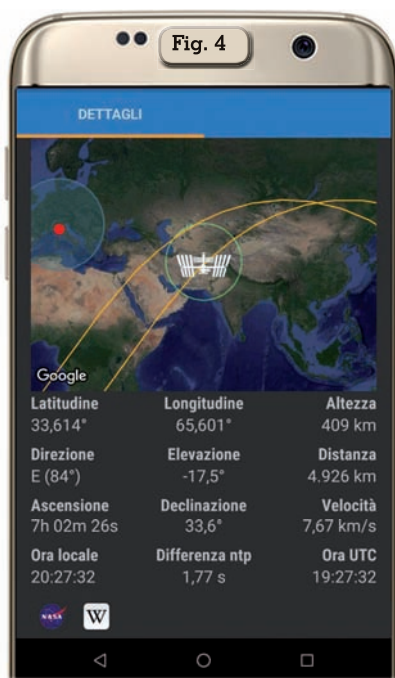 Fig. 4
DETTAGLI
Google
Latitudine Longitudine Altezza
33,614° 65,601° 409 km
Direzione Elevazione Distanza
E (84°) -17,5° 4.926 km
Ascensione Declinazione Velocità
7h 02m 26s 33,6° 7,67 km/s
Ora locale Differenza ntp Ora UTC
20:27:32 1,77 s 19:27:32
NASA W